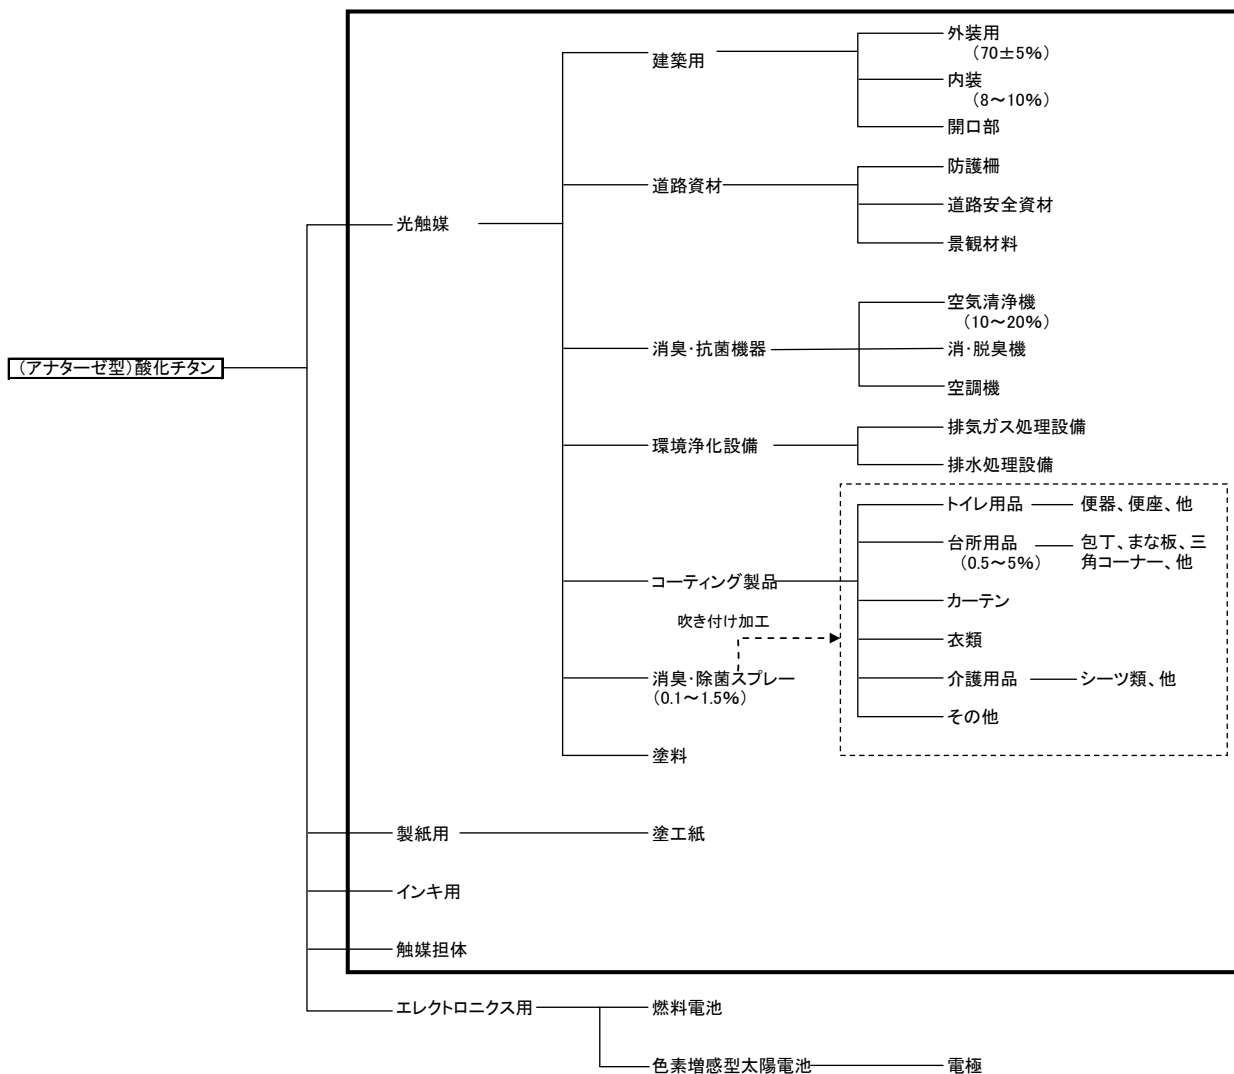 外装用
(70±5%)
建築用
内装
(8～10%)
開口部
防護柵
道路資材
道路安全資材
光触媒
景観材料
空気清浄機
(10～20%)
消臭・抗菌機器
消・脱臭機
(アナターゼ型)酸化チタン
空調機
排気ガス処理設備
環境浄化設備
排水処理設備
トイレ用品
便器、便座、他
台所用品
(0.5～5%)
包丁、まな板、三
角コーナー、他
コーティング製品
カーテン
吹き付け加工
衣類
消臭・除菌スプレー
(0.1～1.5%)
介護用品
シーツ類、他
その他
塗料
製紙用
塗工紙
インキ用
触媒担体
エレクトロニクス用
燃料電池
色素増感型太陽電池
電極